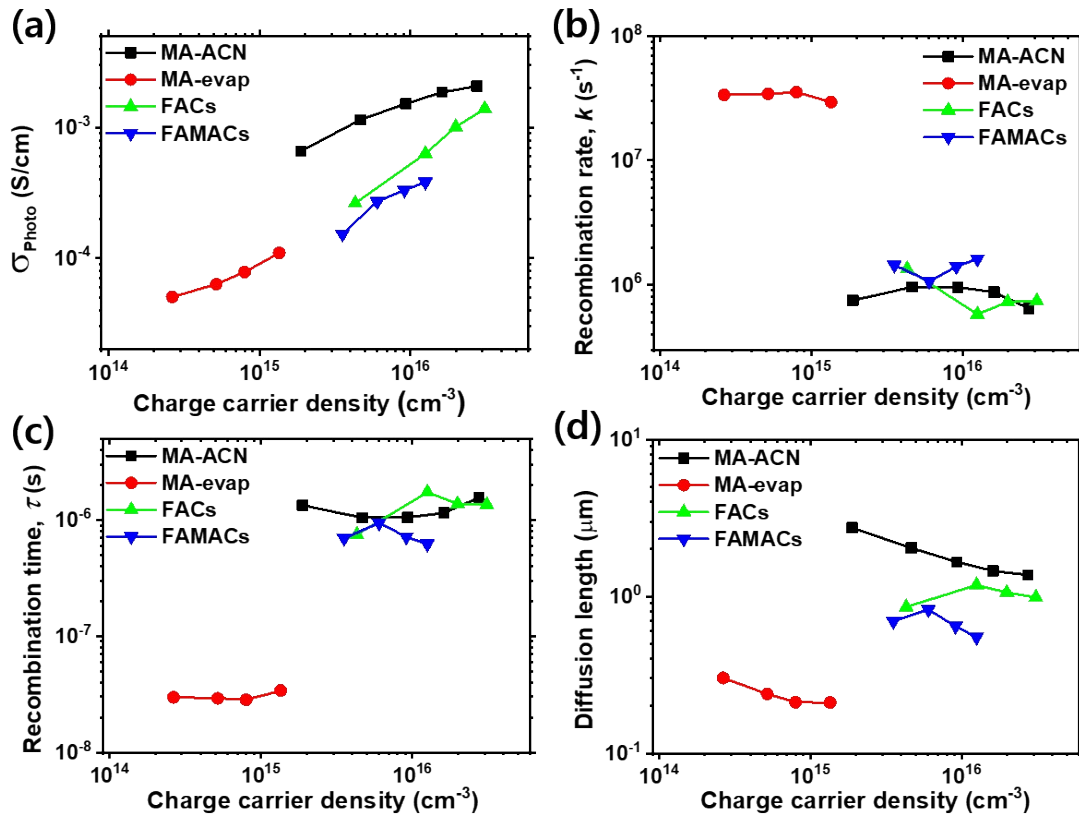 (a)
MA-ACN
MA-evap
FACs
FAMACs
10⁻³
10⁻⁴
σPhoto (S/cm)
10¹⁴ 10¹⁵ 10¹⁶
Charge carrier density (cm⁻³)
(b)
10⁸
10⁷
10⁶
Recombination rate, k (s⁻¹)
MA-ACN
MA-evap
FACs
FAMACs
10¹⁴ 10¹⁵ 10¹⁶
Charge carrier density (cm⁻³)
(c)
MA-ACN
MA-evap
FACs
FAMACs
10⁻⁶
10⁻⁷
10⁻⁸
Recombination time, τ (s)
10¹⁴ 10¹⁵ 10¹⁶
Charge carrier density (cm⁻³)
(d)
10¹
10⁰
10⁻¹
Diffusion length (μm)
MA-ACN
MA-evap
FACs
FAMACs
10¹⁴ 10¹⁵ 10¹⁶
Charge carrier density (cm⁻³)